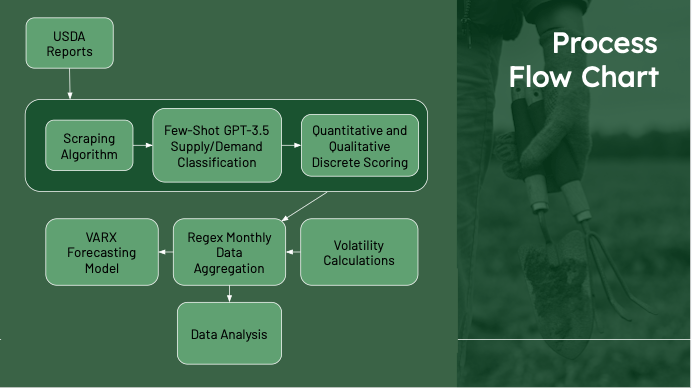 Process
Flow Chart
USDA
Reports
Scraping
Algorithm
Few-Shot GPT-3.5
Supply/Demand
Classification
Quantitative and
Qualitative
Discrete Scoring
VARX
Forecasting
Model
Regex Monthly
Data
Aggregation
Volatility
Calculations
Data Analysis